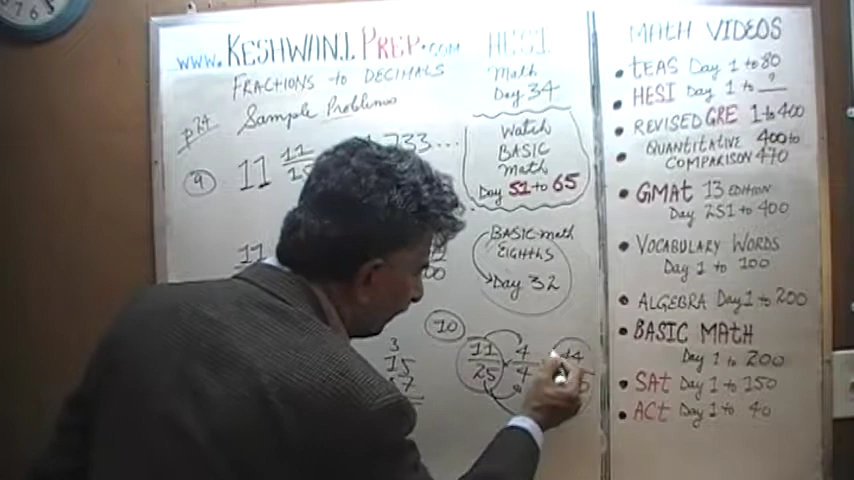 www.KESHWANI PREP.com
FRACTIONS to DECIMALS
p24 Sample Problems
9 11 11
.733...
11
3
15
7
10
11 4 44
25 4
HESI
Math
Day 34
Watch
BASIC
Math
Day 51 to 65
BASIC math
EIGHTHS
Day 32
MATH VIDEOS
• TEAS Day 1 to 80
• HESI Day 1 to ?
• REVISED GRE 1 to 400
• QUANTITATIVE 400 to
COMPARISON 470
• GMAT 13 EDITION
Day 251 to 400
• VOCABULARY WORDS
Day 1 to 100
• ALGEBRA Day 1 to 200
• BASIC MATH
Day 1 to 200
• SAT Day 1 to 150
• ACT Day 1 to 40